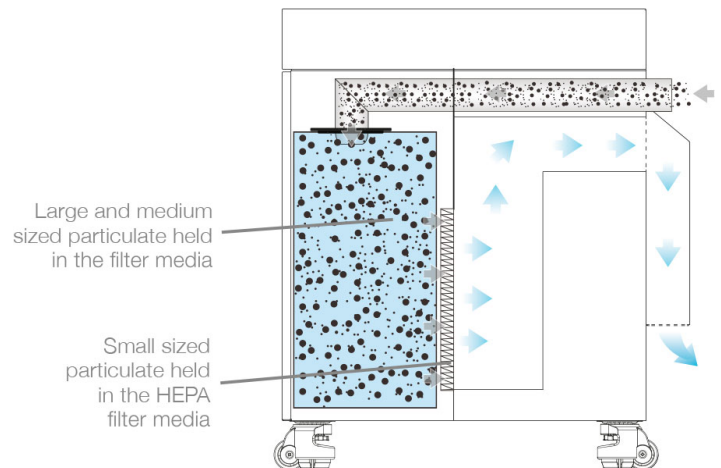 Large and medium
sized particulate held
in the filter media
Small sized
particulate held
in the HEPA
filter media